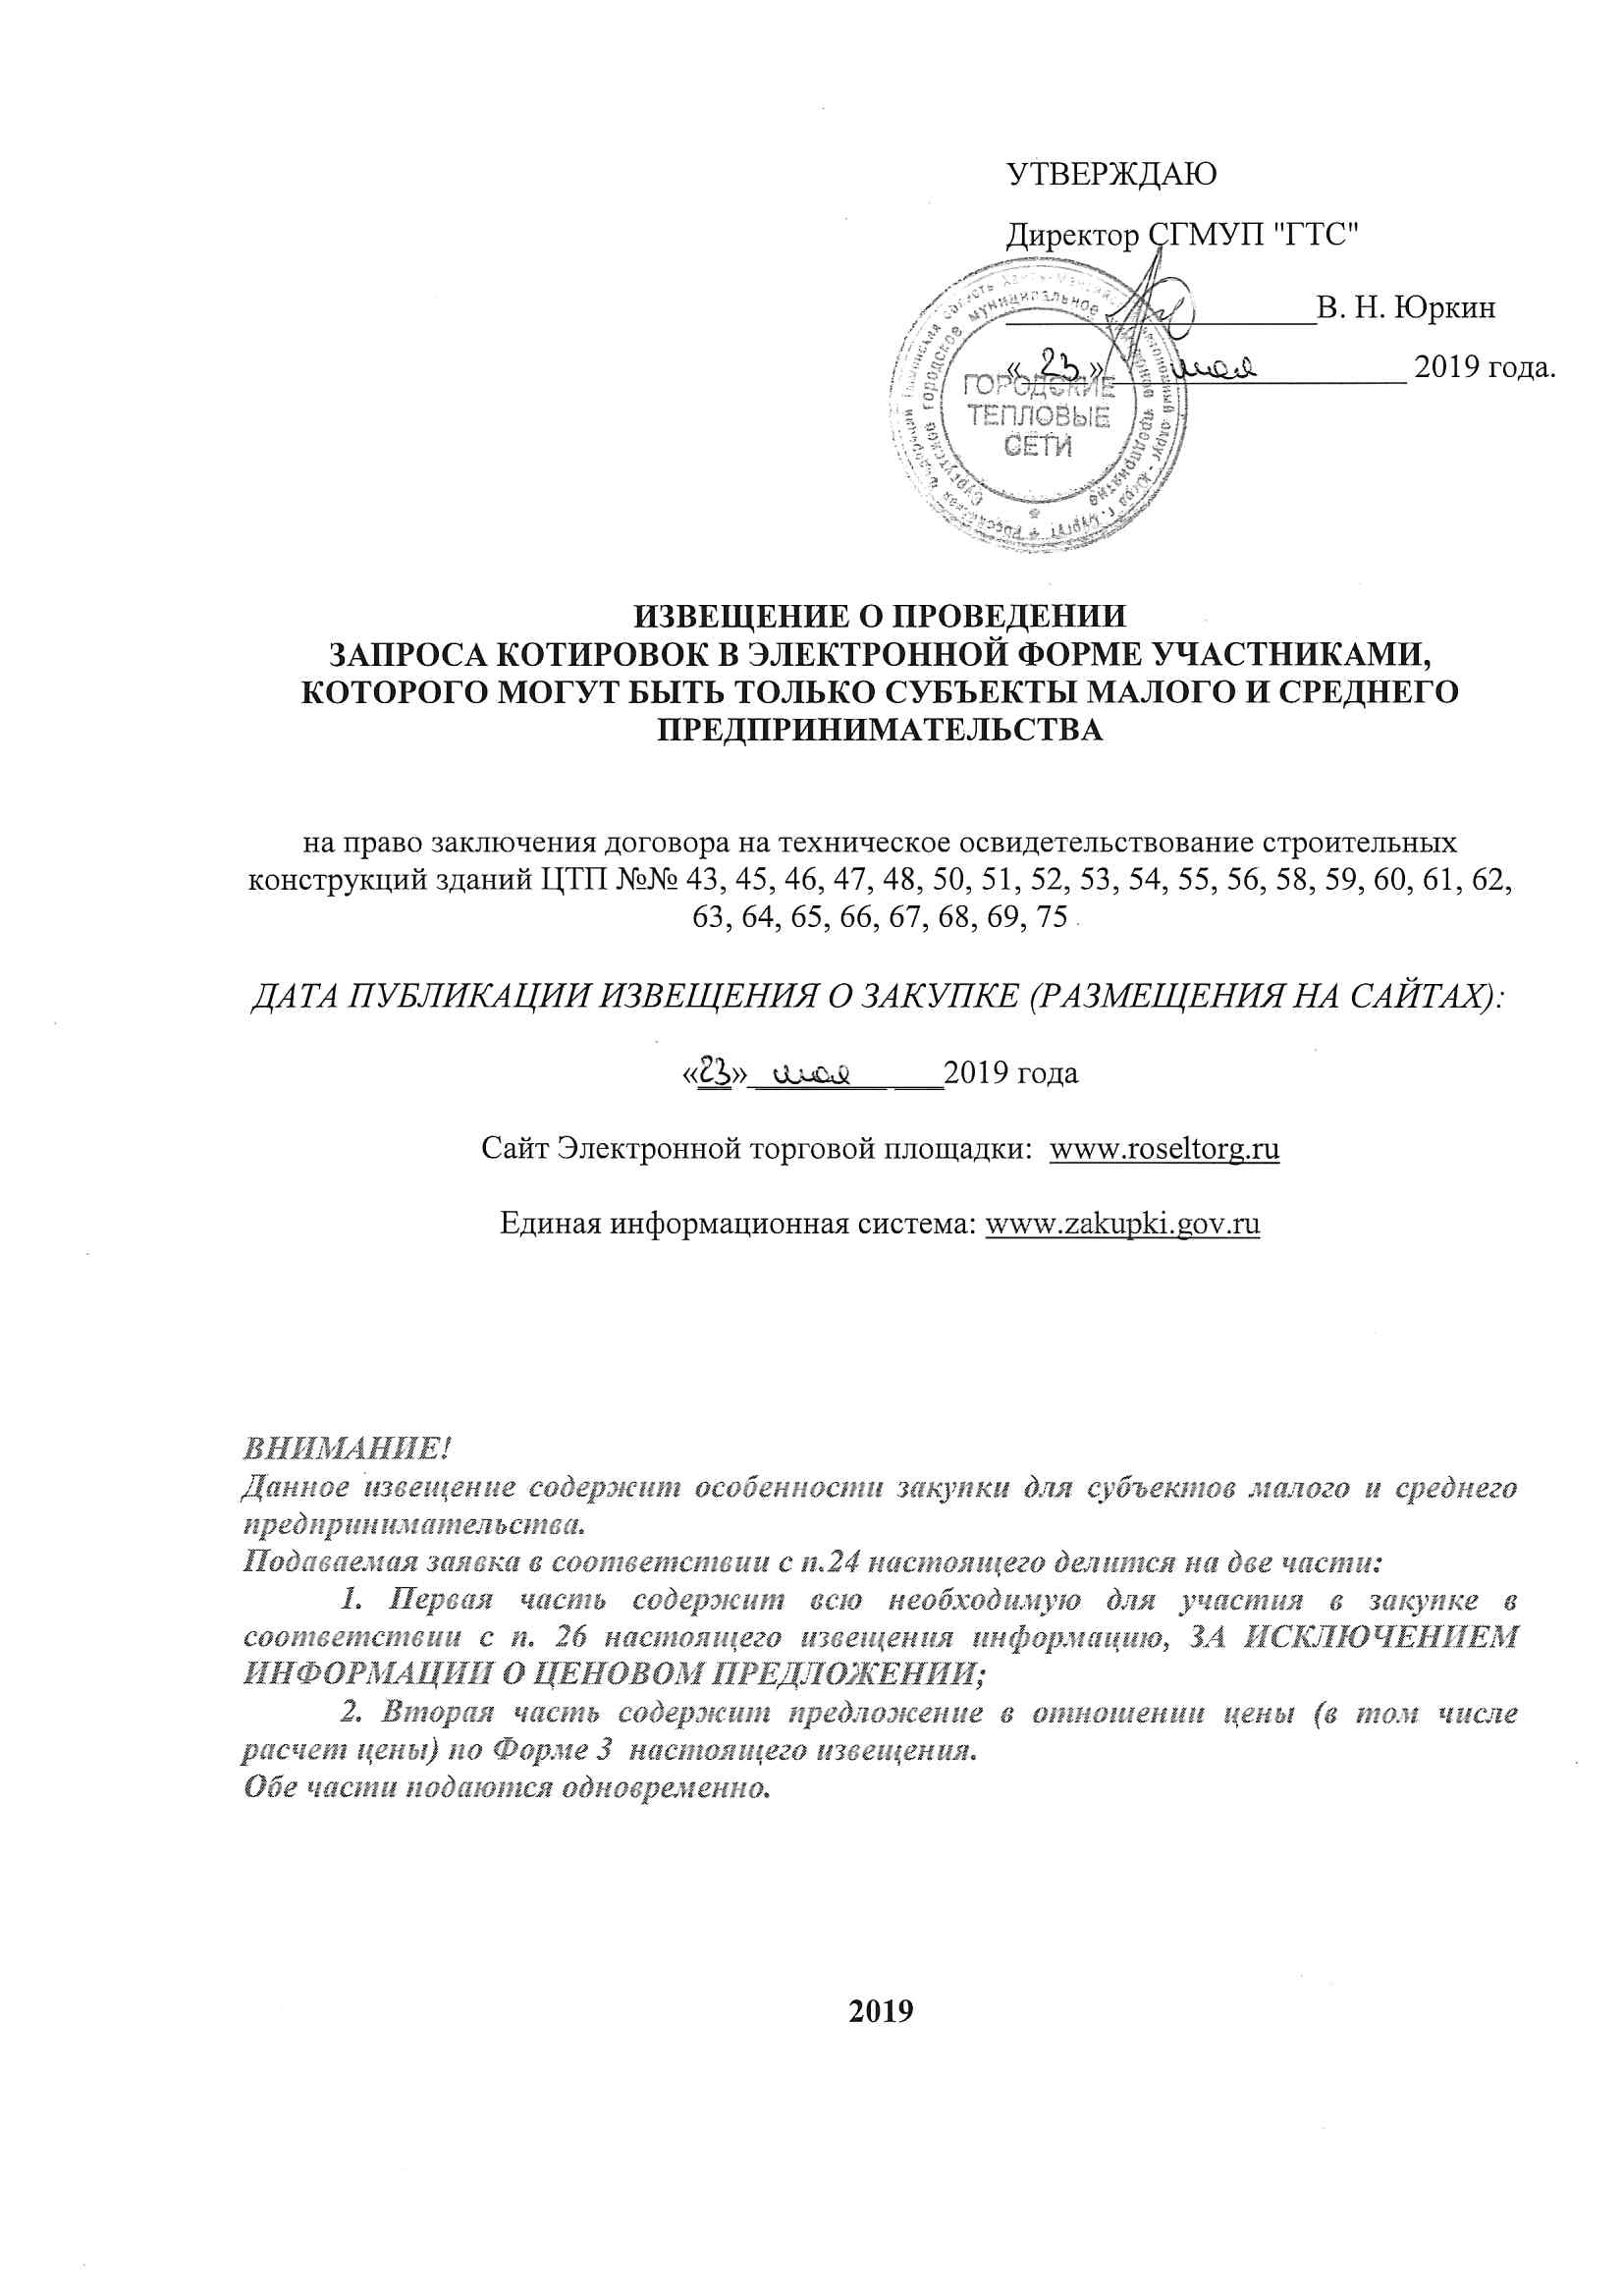 УТВЕРЖДАЮ
Директор СГМУП "ГТС"
В. Н. Юркин
«23» мая 2019 года.
ГОРОДСКИЕ
ТЕПЛОВЫЕ
СЕТИ
Сургутское городское муниципальное предприятие
ИЗВЕЩЕНИЕ О ПРОВЕДЕНИИ
ЗАПРОСА КОТИРОВОК В ЭЛЕКТРОННОЙ ФОРМЕ УЧАСТНИКАМИ,
КОТОРОГО МОГУТ БЫТЬ ТОЛЬКО СУБЪЕКТЫ МАЛОГО И СРЕДНЕГО
ПРЕДПРИНИМАТЕЛЬСТВА
на право заключения договора на техническое освидетельствование строительных
конструкций зданий ЦТП №№ 43, 45, 46, 47, 48, 50, 51, 52, 53, 54, 55, 56, 58, 59, 60, 61, 62,
63, 64, 65, 66, 67, 68, 69, 75
ДАТА ПУБЛИКАЦИИ ИЗВЕЩЕНИЯ О ЗАКУПКЕ (РАЗМЕЩЕНИЯ НА САЙТАХ):
«23» мая 2019 года
Сайт Электронной торговой площадки: www.roseltorg.ru
Единая информационная система: www.zakupki.gov.ru
ВНИМАНИЕ!
Данное извещение содержит особенности закупки для субъектов малого и среднего
предпринимательства.
Подаваемая заявка в соответствии с п.24 настоящего делится на две части:
1. Первая часть содержит всю необходимую для участия в закупке в
соответствии с п. 26 настоящего извещения информацию, ЗА ИСКЛЮЧЕНИЕМ
ИНФОРМАЦИИ О ЦЕНОВОМ ПРЕДЛОЖЕНИИ;
2. Вторая часть содержит предложение в отношении цены (в том числе
расчет цены) по Форме 3 настоящего извещения.
Обе части подаются одновременно.
2019